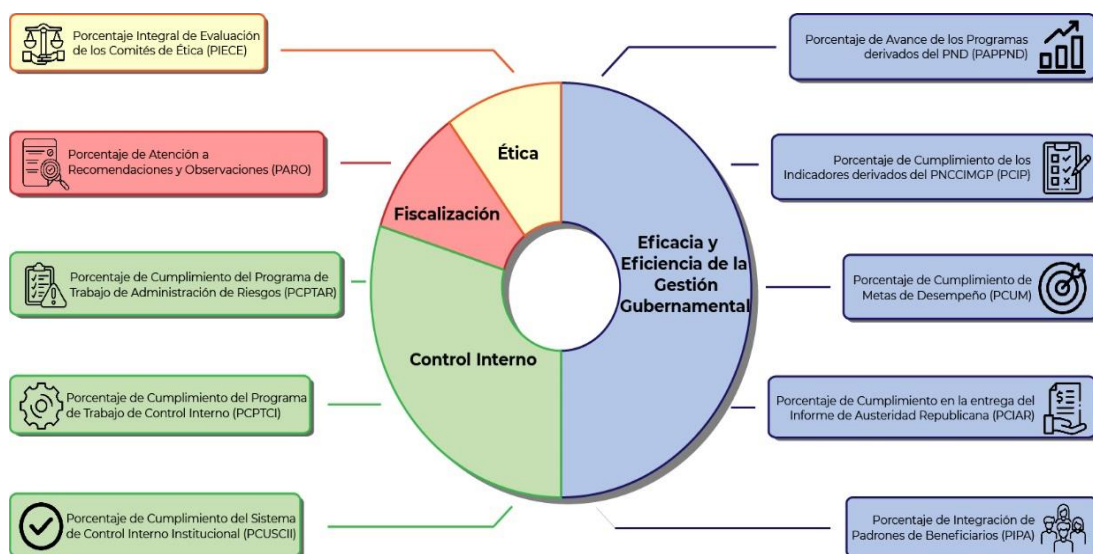 Porcentaje Integral de Evaluación
de los Comités de Ética (PIECE)
Porcentaje de Atención a
Recomendaciones y Observaciones (PARO)
Porcentaje de Cumplimiento del Programa de
Trabajo de Administración de Riesgos (PCPTAR)
Porcentaje de Cumplimiento del Programa
de Trabajo de Control Interno (PCPTCI)
Porcentaje de Cumplimiento del Sistema
de Control Interno Institucional (PCUSCII)
Ética
Fiscalización
Control Interno
Eficacia y
Eficiencia de la
Gestión
Gubernamental
Porcentaje de Avance de los Programas
derivados del PND (PAPPND)
Porcentaje de Cumplimiento de los
Indicadores derivados del PNCCIMGP (PCIP)
Porcentaje de Cumplimiento de
Metas de Desempeño (PCUM)
Porcentaje de Cumplimiento en la entrega del
Informe de Austeridad Republicana (PCIAR)
Porcentaje de Integración de
Padrones de Beneficiarios (PIPA)